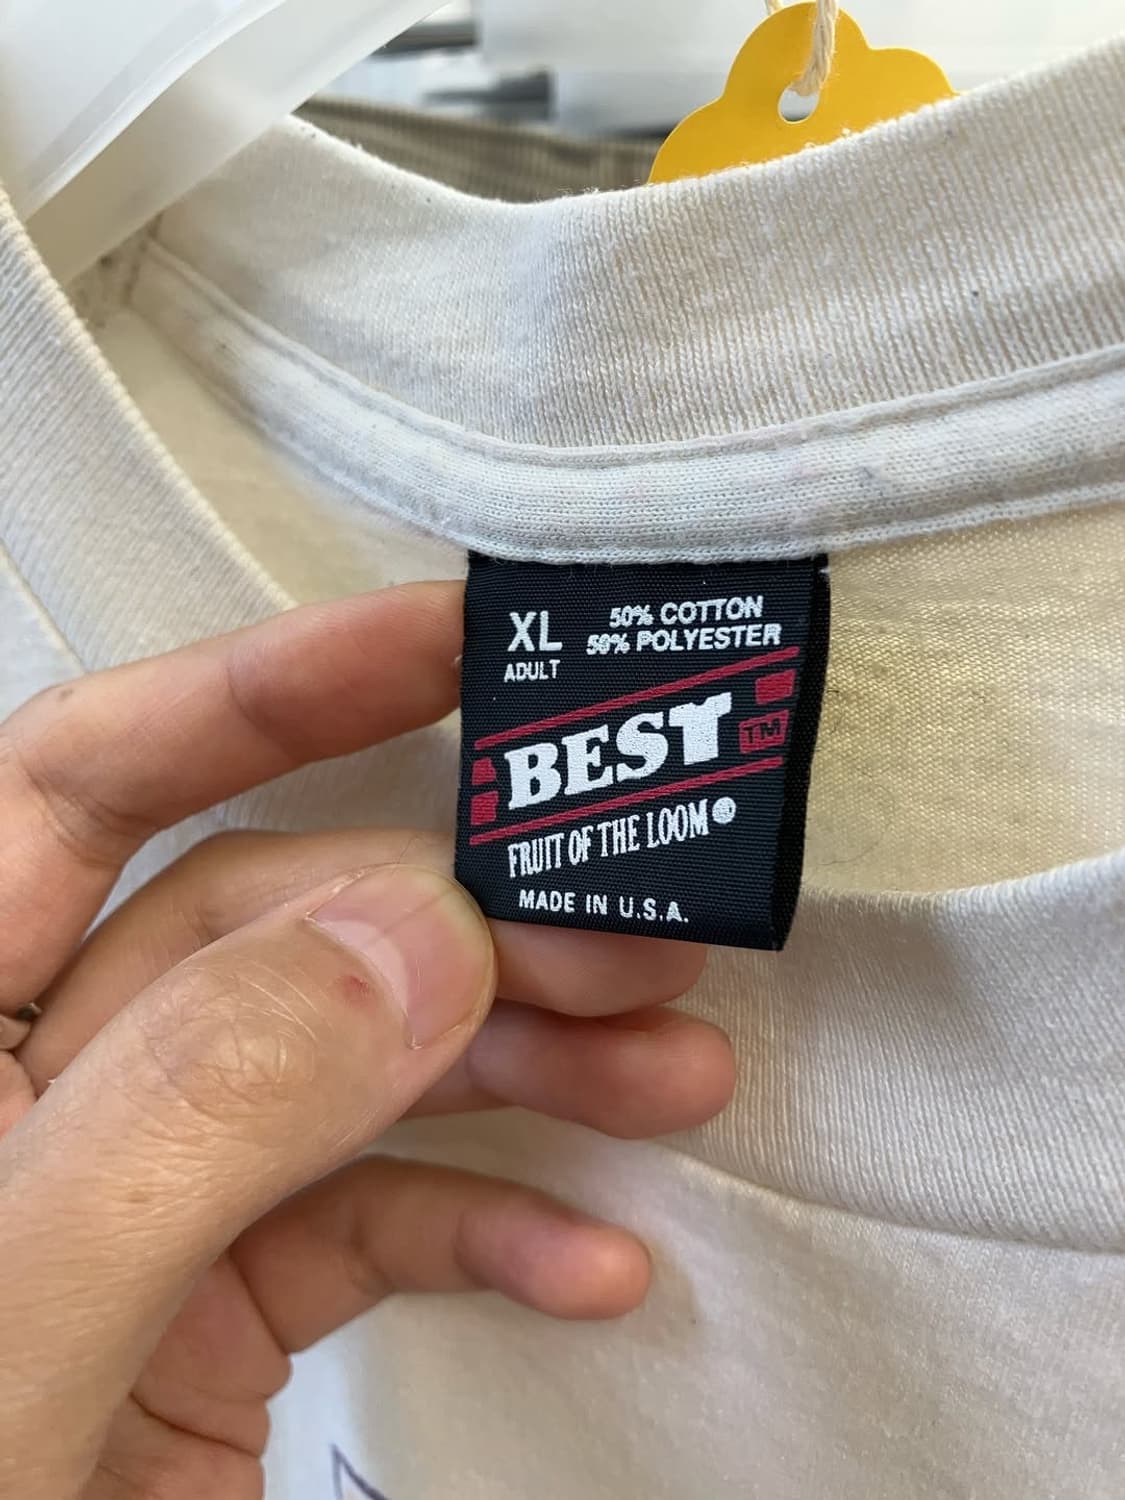 XL
ADULT
50% COTTON
50% POLYESTER
BEST
TM
FRUIT OF THE LOOM®
MADE IN U.S.A.